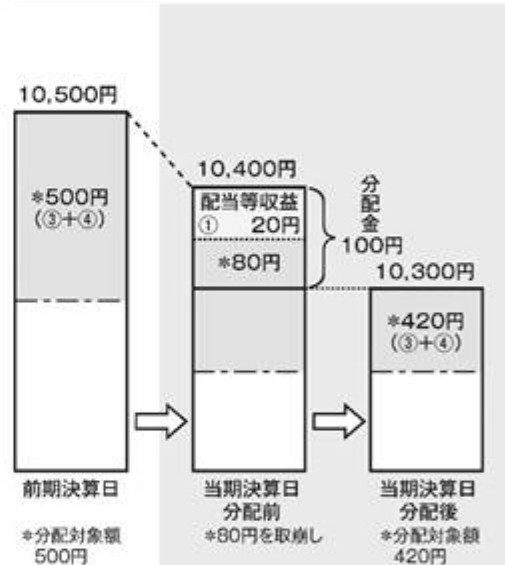 10,500円
*500円
(③+④)
前期決算日
*分配対象額
500円
10,400円
配当等収益
① 20円
*80円
分配金
100円
当期決算日
分配前
*80円を取崩し
10,300円
*420円
(③+④)
当期決算日
分配後
*分配対象額
420円